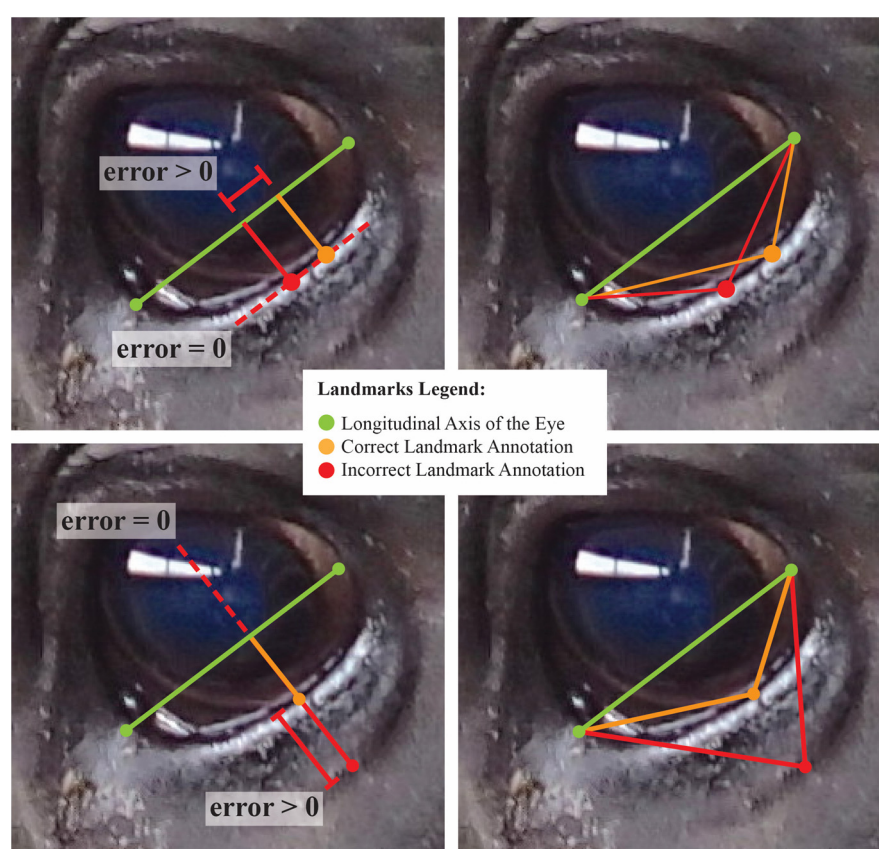 error > 0
error = 0
Landmarks Legend:
Longitudinal Axis of the Eye
Correct Landmark Annotation
Incorrect Landmark Annotation
error = 0
error > 0